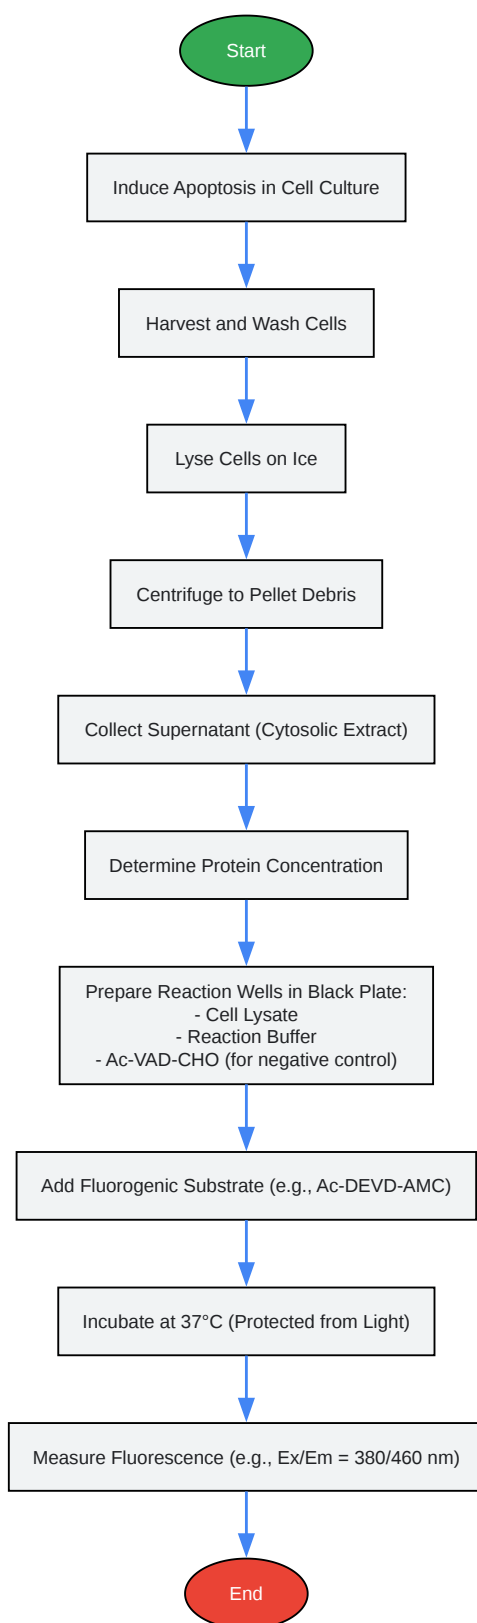 Start
Induce Apoptosis in Cell Culture
Harvest and Wash Cells
Lyse Cells on Ice
Centrifuge to Pellet Debris
Collect Supernatant (Cytosolic Extract)
Determine Protein Concentration
Prepare Reaction Wells in Black Plate:
- Cell Lysate
- Reaction Buffer
- Ac-VAD-CHO (for negative control)
Add Fluorogenic Substrate (e.g., Ac-DEVD-AMC)
Incubate at 37°C (Protected from Light)
Measure Fluorescence (e.g., Ex/Em = 380/460 nm)
End